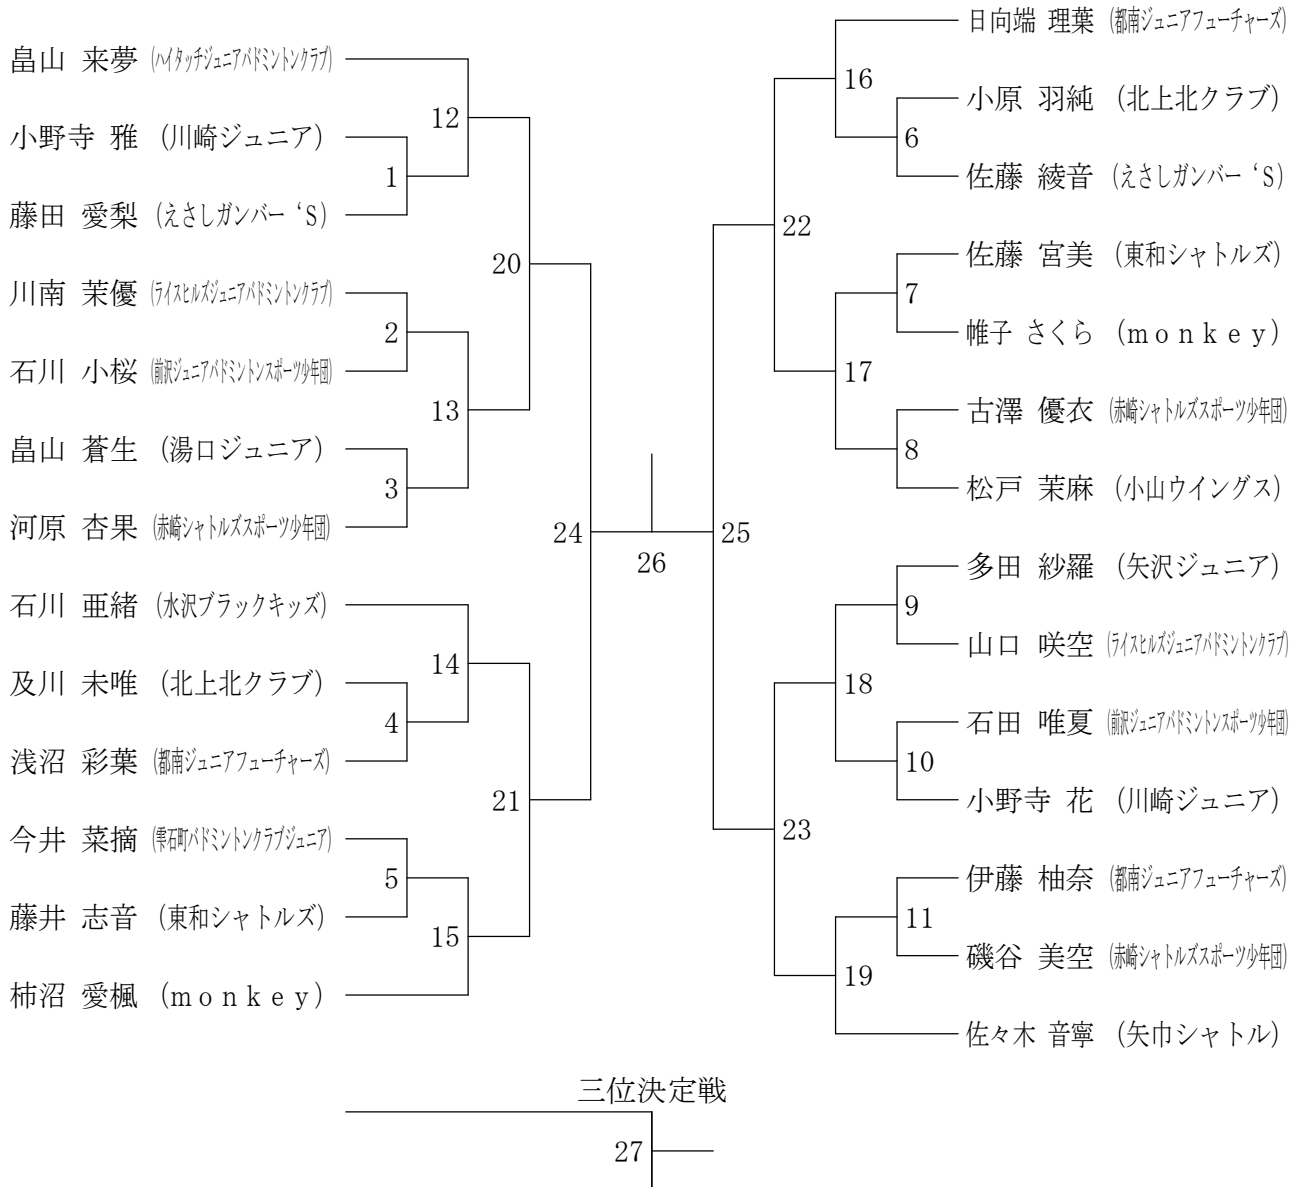 畠山 来夢 (ハイタッチジュニアバドミントンクラブ)
小野寺 雅 (川崎ジュニア)
藤田 愛梨 (えさしガンバー‘S)
川南 茉優 (ライスヒルズジュニアバドミントンクラブ)
石川 小桜 (前沢ジュニアバドミントンスポーツ少年団)
畠山 蒼生 (湯口ジュニア)
河原 杏果 (赤崎シャトルズスポーツ少年団)
石川 亜緒 (水沢ブラックキッズ)
及川 未唯 (北上北クラブ)
浅沼 彩葉 (都南ジュニアフューチャーズ)
今井 菜摘 (雫石町バドミントンクラブジュニア)
藤井 志音 (東和シャトルズ)
柿沼 愛楓 (monkey)
1
2
3
4
5
12
13
14
15
20
21
24
26
25
22
23
16
17
18
19
6
7
8
9
10
11
日向端 理葉 (都南ジュニアフューチャーズ)
小原 羽純 (北上北クラブ)
佐藤 綾音 (えさしガンバー‘S)
佐藤 宮美 (東和シャトルズ)
帷子 さくら (monkey)
古澤 優衣 (赤崎シャトルズスポーツ少年団)
松戸 茉麻 (小山ウイングス)
多田 紗羅 (矢沢ジュニア)
山口 咲空 (ライスヒルズジュニアバドミントンクラブ)
石田 唯夏 (前沢ジュニアバドミントンスポーツ少年団)
小野寺 花 (川崎ジュニア)
伊藤 柚奈 (都南ジュニアフューチャーズ)
磯谷 美空 (赤崎シャトルズスポーツ少年団)
佐々木 音寧 (矢巾シャトル)
三位決定戦
27